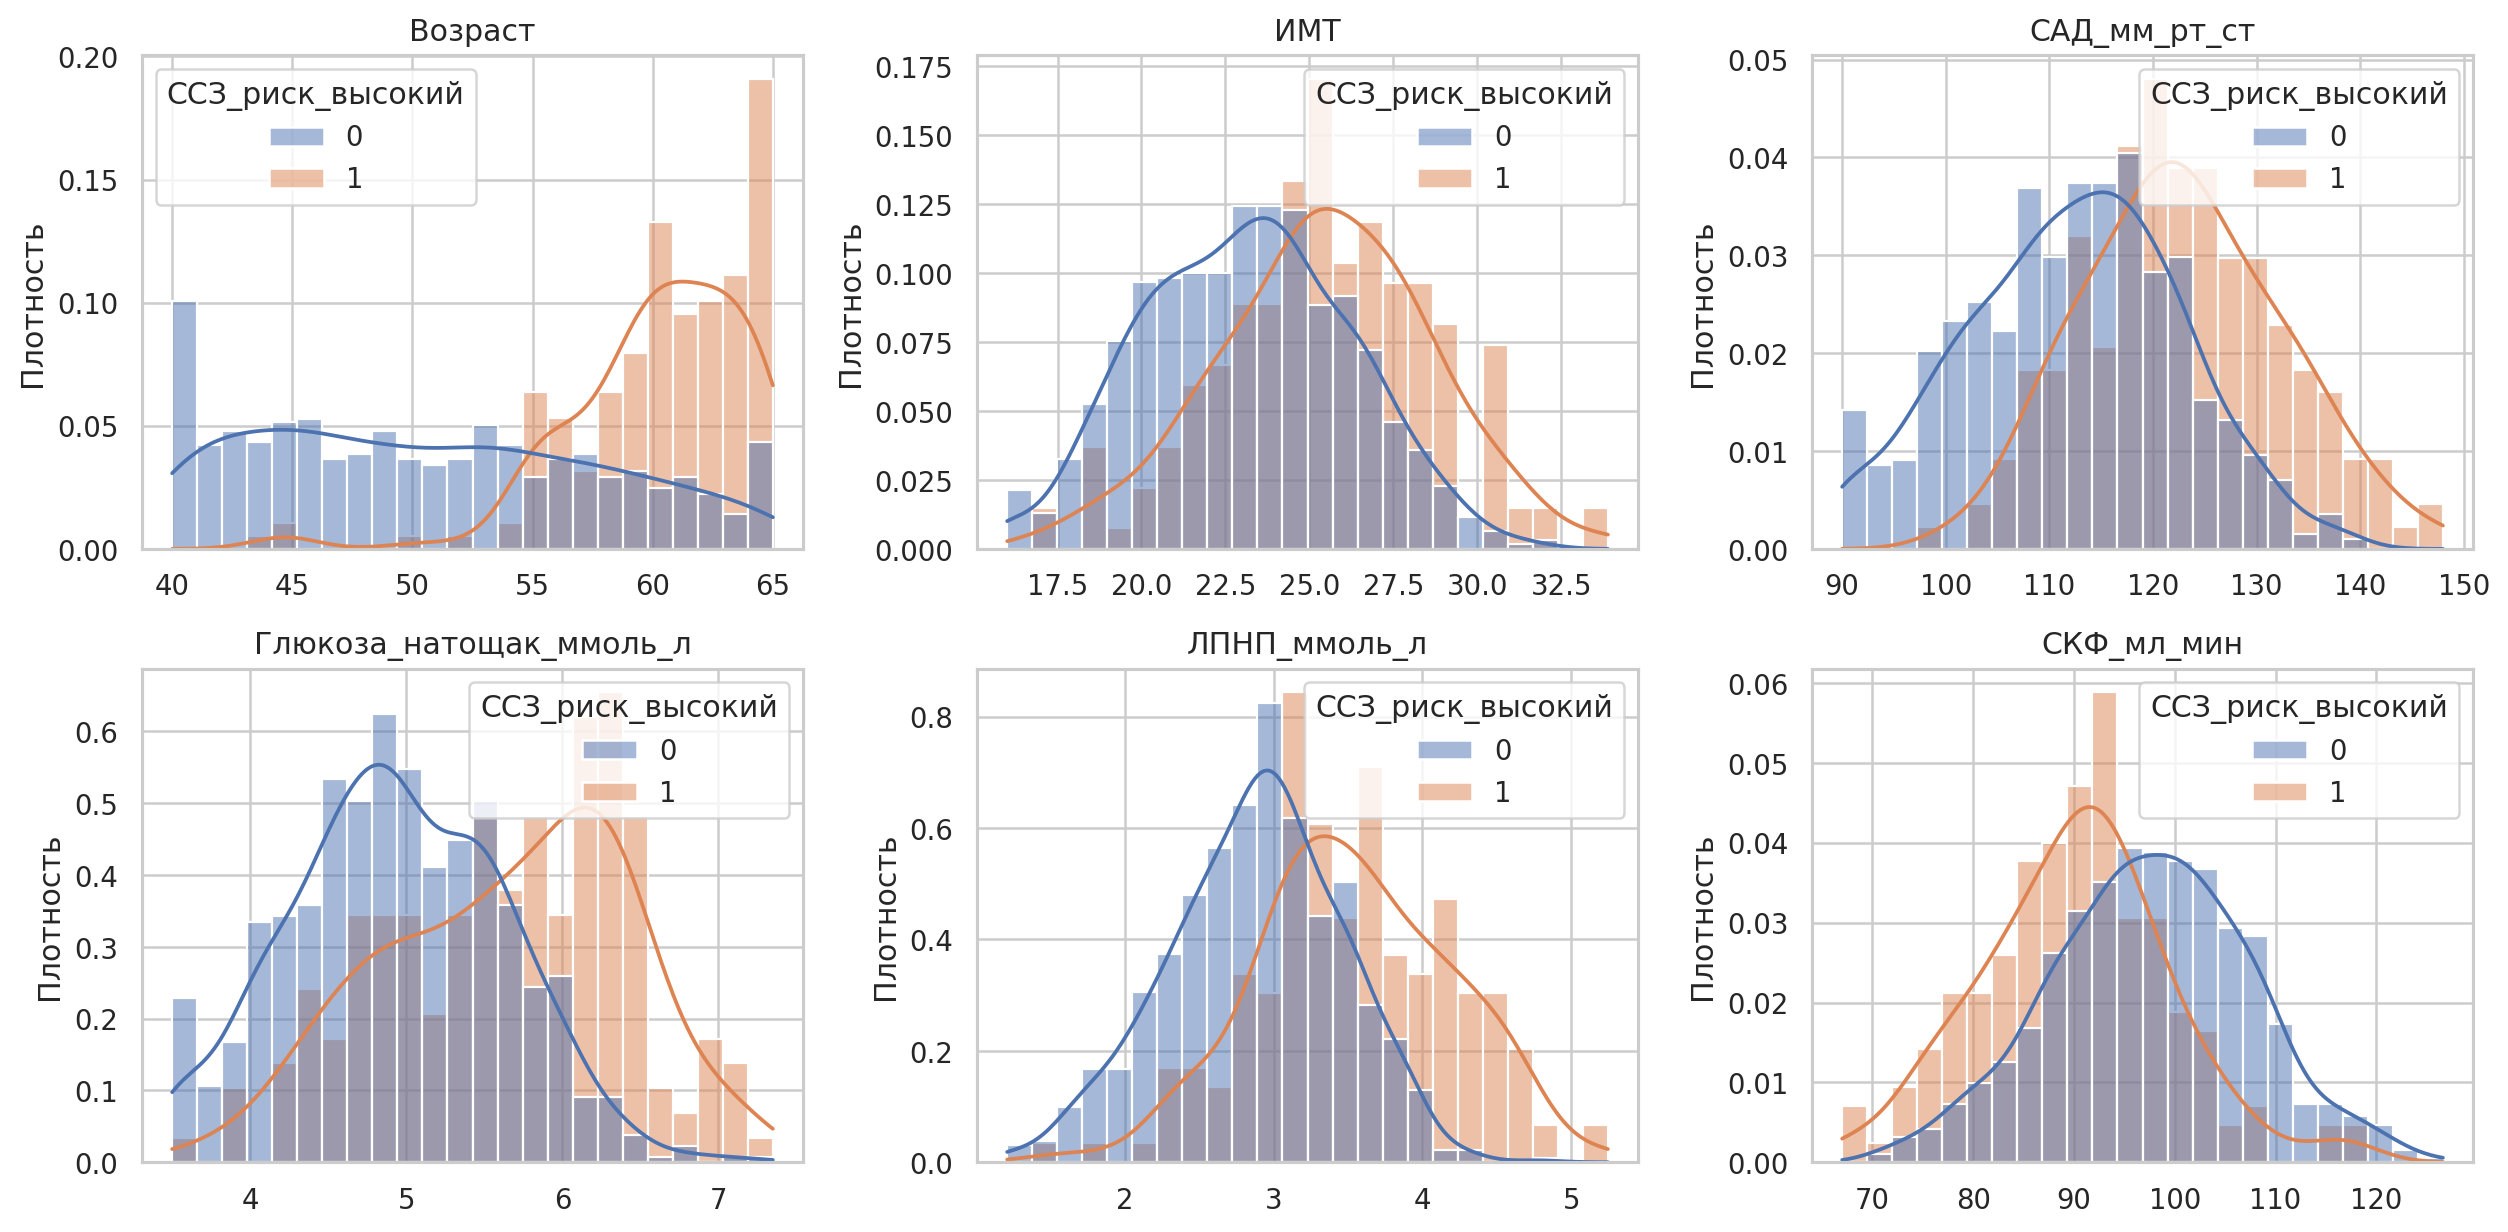 Возраст
ИМТ
САД_мм_рт_ст
0.20
0.15
0.10
0.05
0.00
Плотность
ССЗ_риск_высокий
0
1
40 45 50 55 60 65
0.175
0.150
0.125
0.100
0.075
0.050
0.025
0.000
Плотность
ССЗ_риск_высокий
0
1
17.5 20.0 22.5 25.0 27.5 30.0 32.5
0.05
0.04
0.03
0.02
0.01
0.00
Плотность
ССЗ_риск_высокий
0
1
90 100 110 120 130 140 150
Глюкоза_натощак_ммоль_л
ЛПНП_ммоль_л
СКФ_мл_мин
0.6
0.5
0.4
0.3
0.2
0.1
0.0
Плотность
ССЗ_риск_высокий
0
1
4 5 6 7
0.8
0.6
0.4
0.2
0.0
Плотность
ССЗ_риск_высокий
0
1
2 3 4 5
0.06
0.05
0.04
0.03
0.02
0.01
0.00
Плотность
ССЗ_риск_высокий
0
1
70 80 90 100 110 120